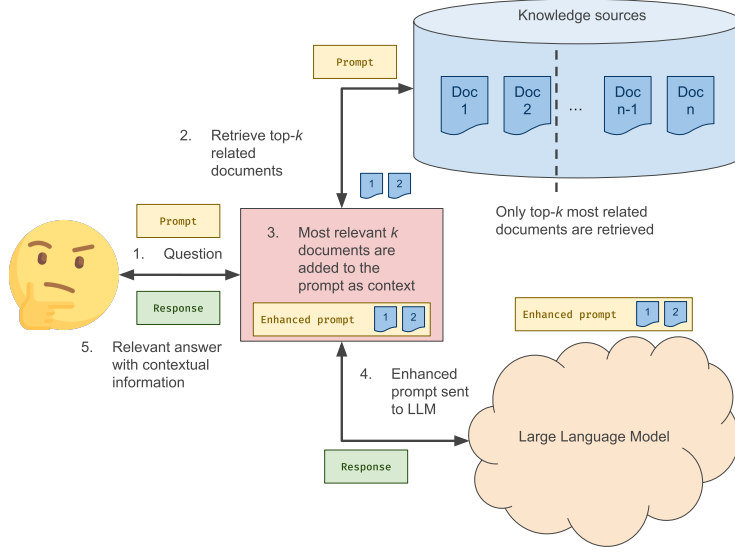 Knowledge sources
Prompt
Doc
1
Doc
2
...
Doc
n-1
Doc
n
2. Retrieve top-k
related
documents
1
2
Only top-k most related
documents are retrieved
Prompt
1. Question
Response
5. Relevant answer
with contextual
information
3. Most relevant k
documents are
added to the
prompt as context
Enhanced prompt
1
2
Enhanced prompt
1
2
4. Enhanced
prompt sent
to LLM
Large Language Model
Response